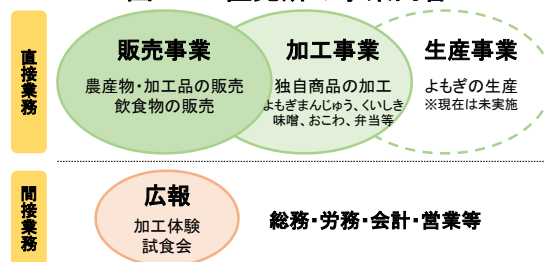 直接業務
販売事業
農産物・加工品の販売
飲食物の販売
加工事業
独自商品の加工
よもぎまんじゅう、くいしき
味噌、おこわ、弁当等
生産事業
よもぎの生産
※現在は未実施
間接業務
広報
加工体験
試食会
総務・労務・会計・営業等